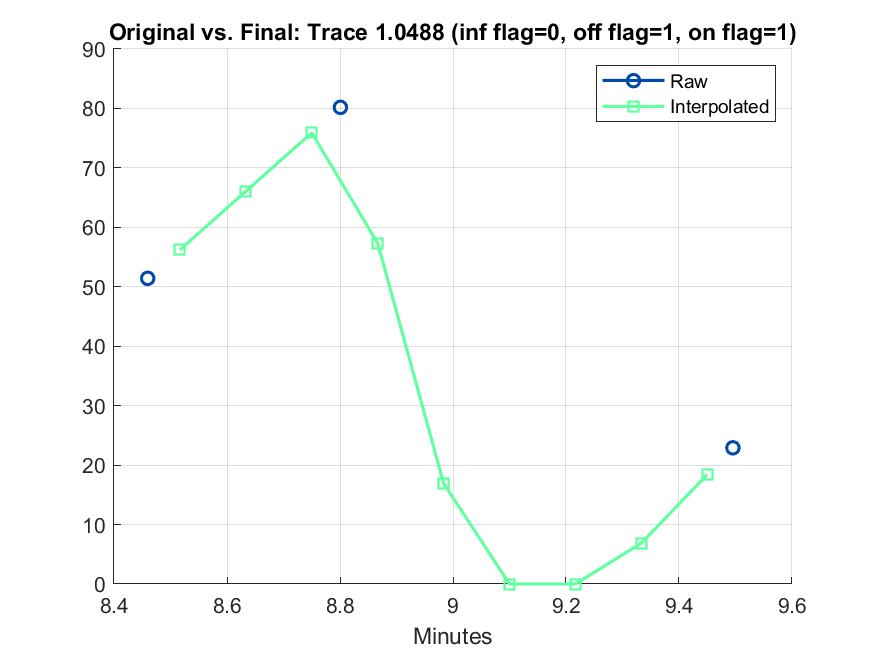 Original vs. Final: Trace 1.0488 (inf flag=0, off flag=1, on flag=1)
90
80
70
60
50
40
30
20
10
0
Raw
Interpolated
8.4 8.6 8.8 9 9.2 9.4 9.6
Minutes